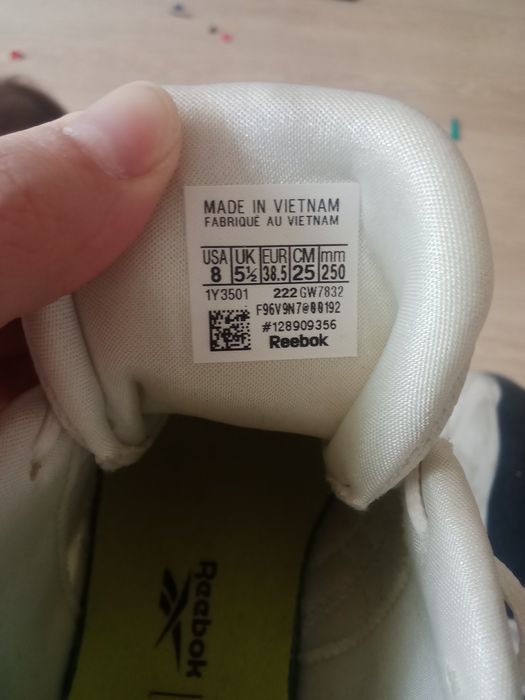 MADE IN VIETNAM
FABRIQUÉ AU VIETNAM
USA UK EUR CM mm
8 5½ 38.5 25 250
1Y3501 222 GW7832
F96V9N7@00192
#128909356
Reebok
Reebok